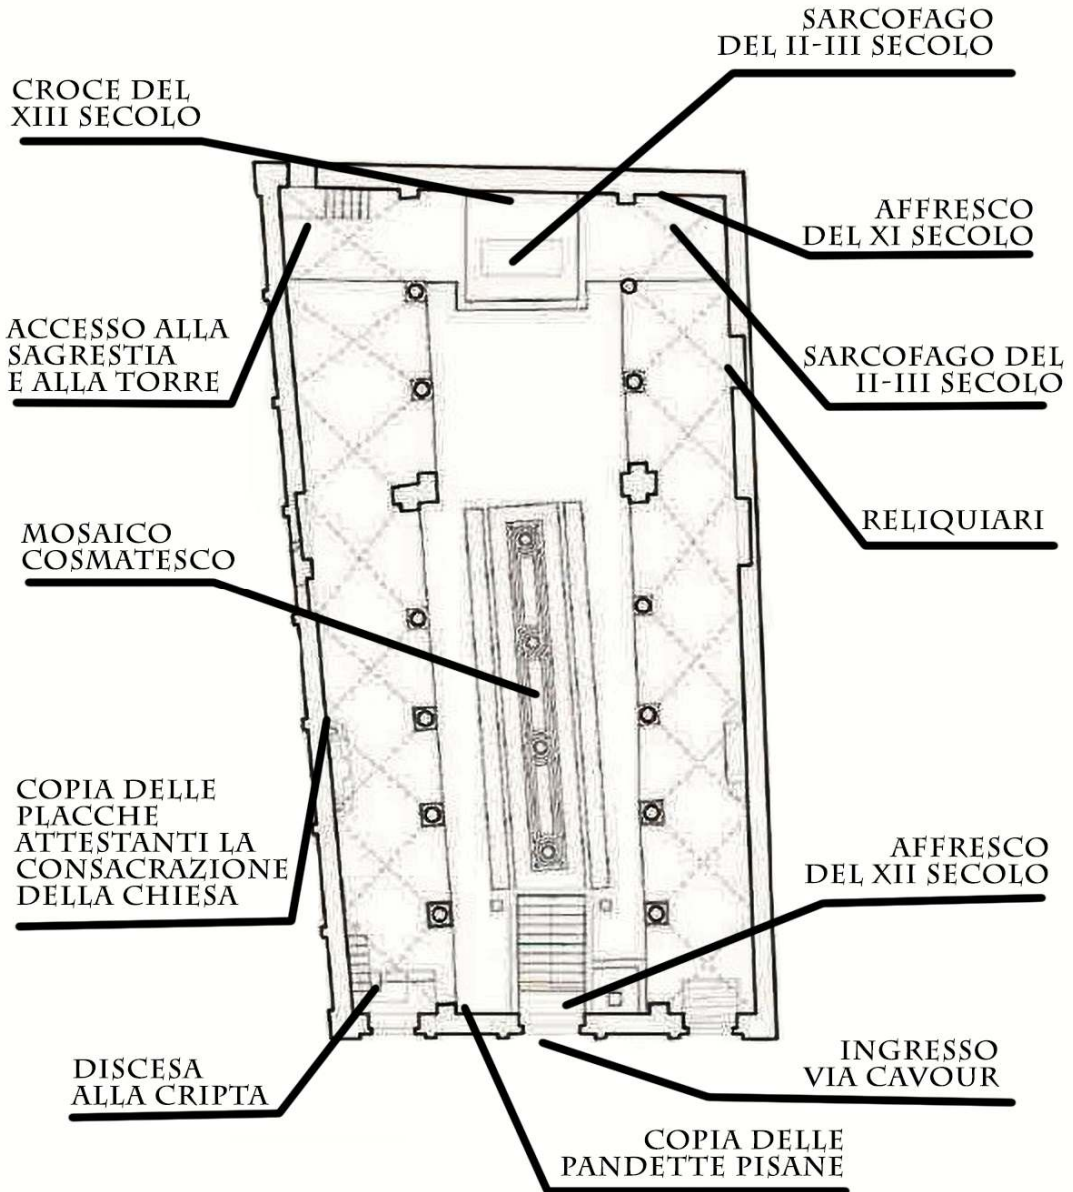 SARCOFAGO
DEL II-III SECOLO
CROCE DEL
XIII SECOLO
AFFRESCO
DEL XI SECOLO
ACCESSO ALLA
SAGRESTIA
E ALLA TORRE
SARCOFAGO DEL
II-III SECOLO
RELIQUIARI
MOSAICO
COSMATESCO
COPIA DELLE
PLACCHE
ATTESTANTI LA
CONSACRAZIONE
DELLA CHIESA
AFFRESCO
DEL XII SECOLO
DISCESA
ALLA CRIPTA
INGRESSO
VIA CAVOUR
COPIA DELLE
PANDETTE PISANE